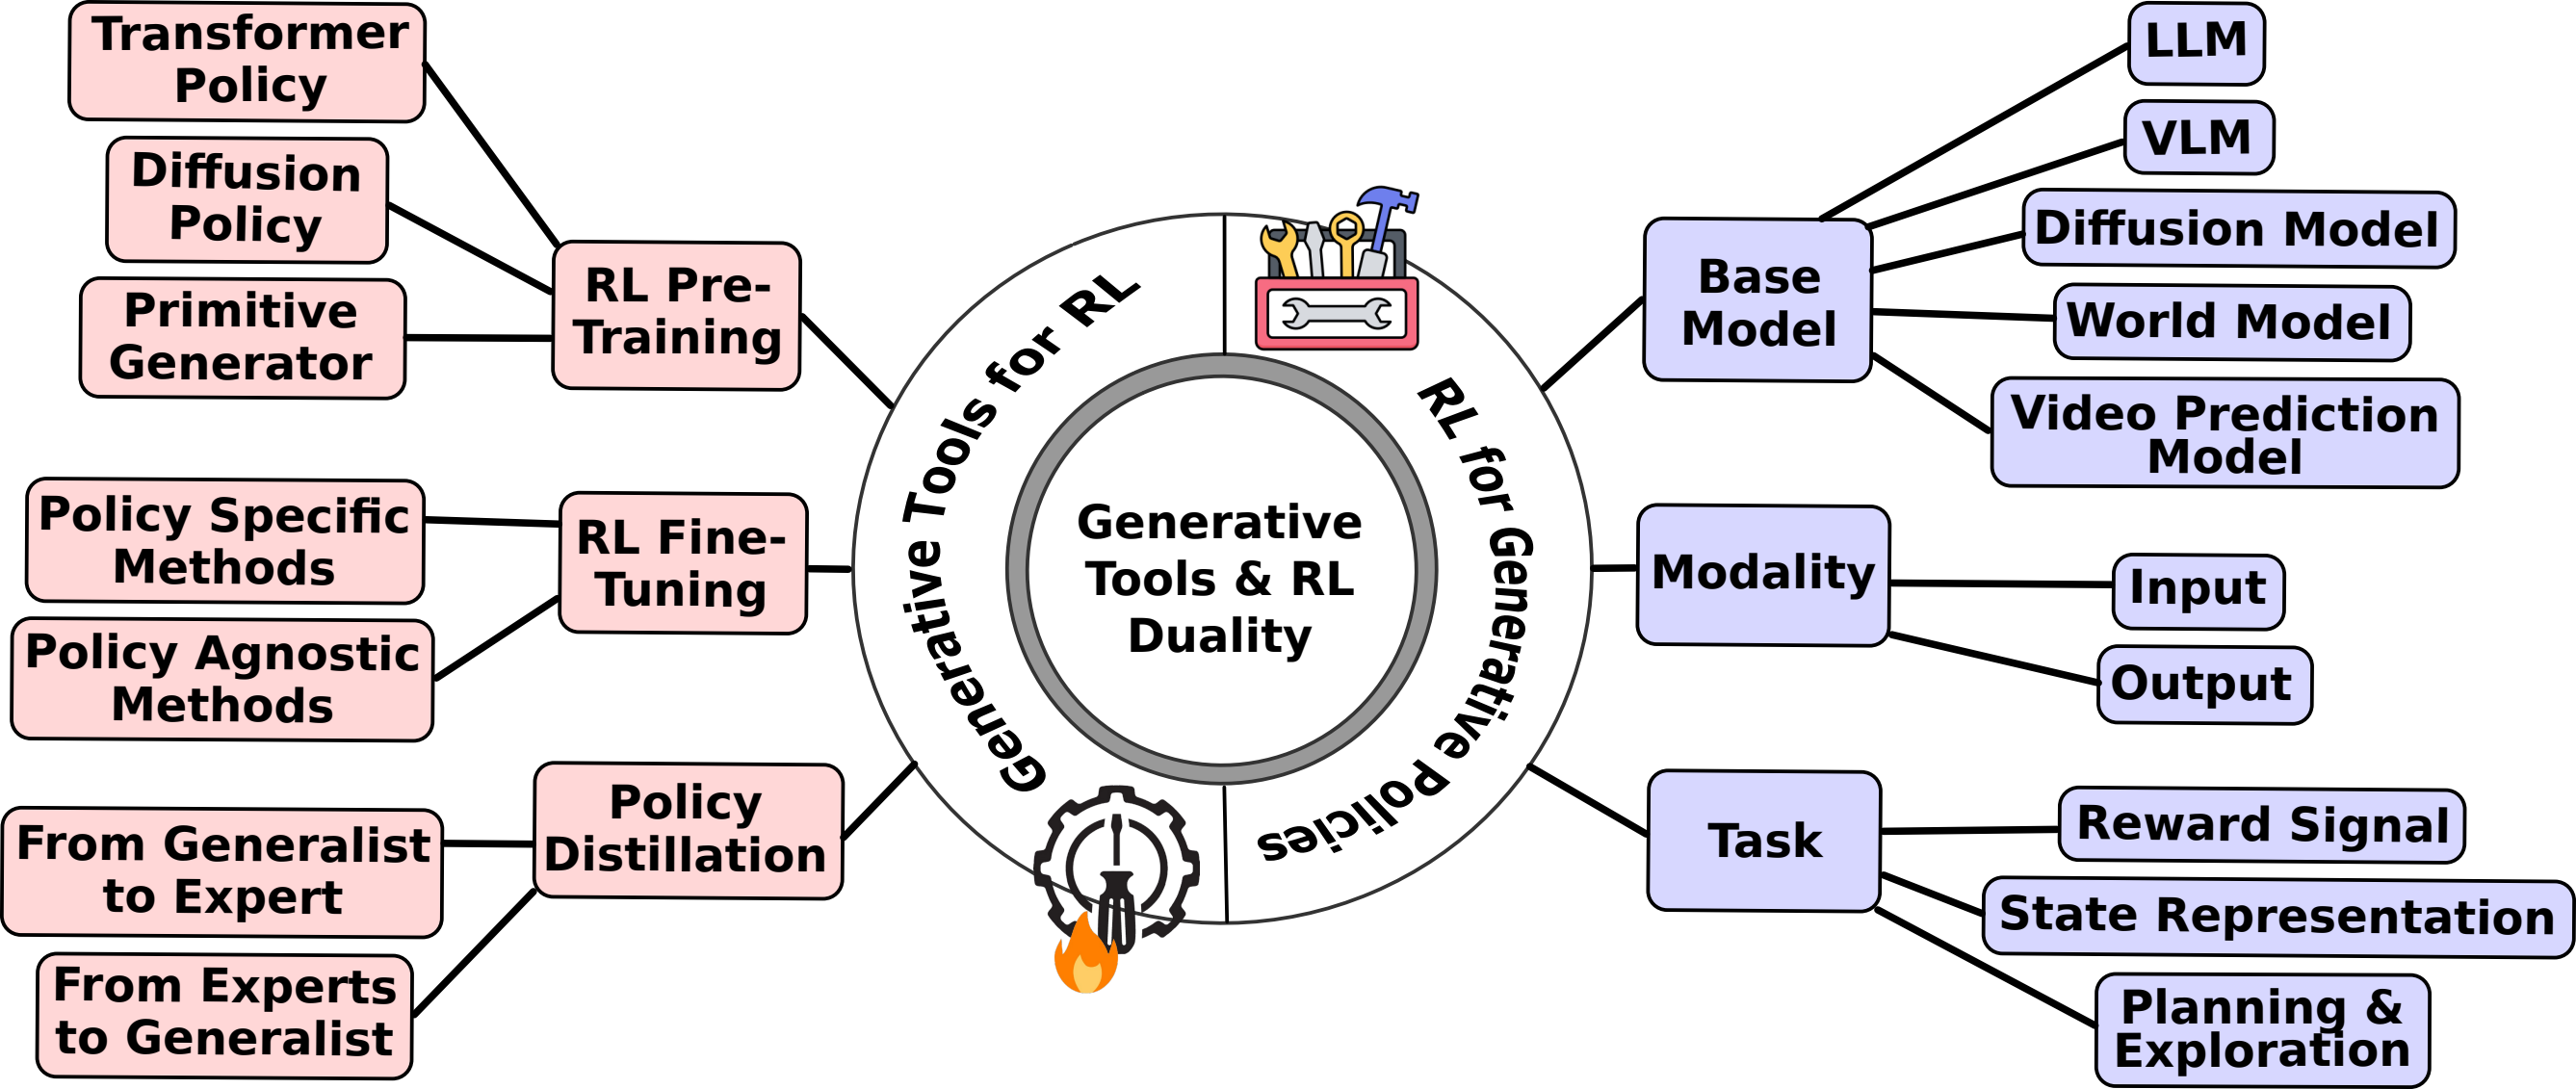 Transformer
Policy
Diffusion
Policy
Primitive
Generator
RL Pre-
Training
Policy Specific
Methods
Policy Agnostic
Methods
RL Fine-
Tuning
From Generalist
to Expert
From Experts
to Generalist
Policy
Distillation
Generative Tools for RL
Generative
Tools & RL
Duality
RL for Generative Policies
Base
Model
LLM
VLM
Diffusion Model
World Model
Video Prediction
Model
Modality
Input
Output
Task
Reward Signal
State Representation
Planning &
Exploration